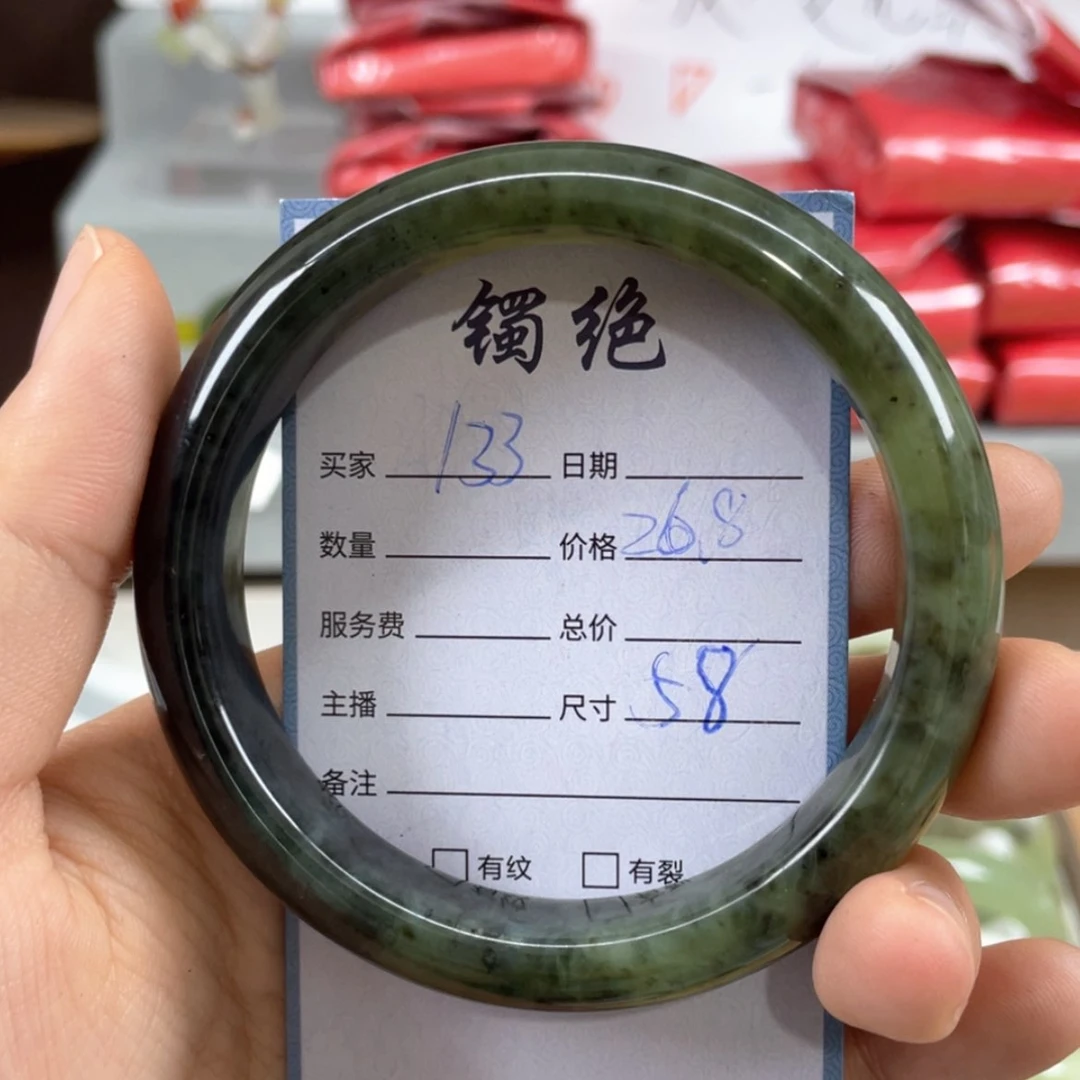 镯绝
买家 133 日期
数量 价格 26.8
服务费 总价
主播 尺寸 58
备注
有纹 有裂